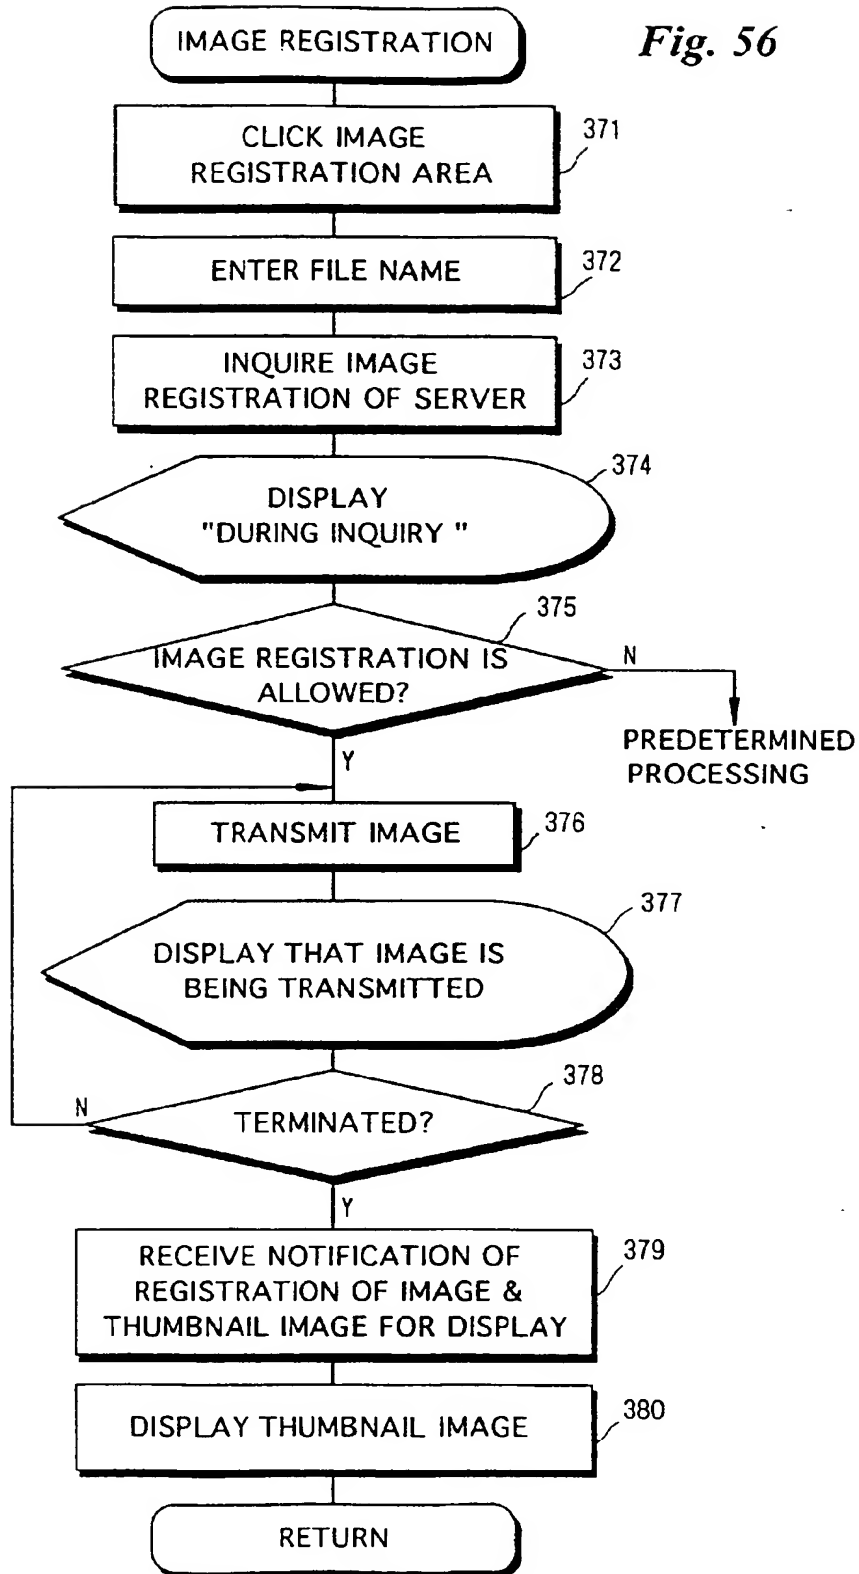 IMAGE REGISTRATION
Fig. 56
CLICK IMAGE
REGISTRATION AREA
371
ENTER FILE NAME
372
INQUIRE IMAGE
REGISTRATION OF SERVER
373
374
DISPLAY
"DURING INQUIRY "
375
IMAGE REGISTRATION IS
ALLOWED?
N
PREDETERMINED
PROCESSING
Y
TRANSMIT IMAGE
376
377
DISPLAY THAT IMAGE IS
BEING TRANSMITTED
378
N
TERMINATED?
Y
RECEIVE NOTIFICATION OF
REGISTRATION OF IMAGE &
THUMBNAIL IMAGE FOR DISPLAY
379
DISPLAY THUMBNAIL IMAGE
380
RETURN